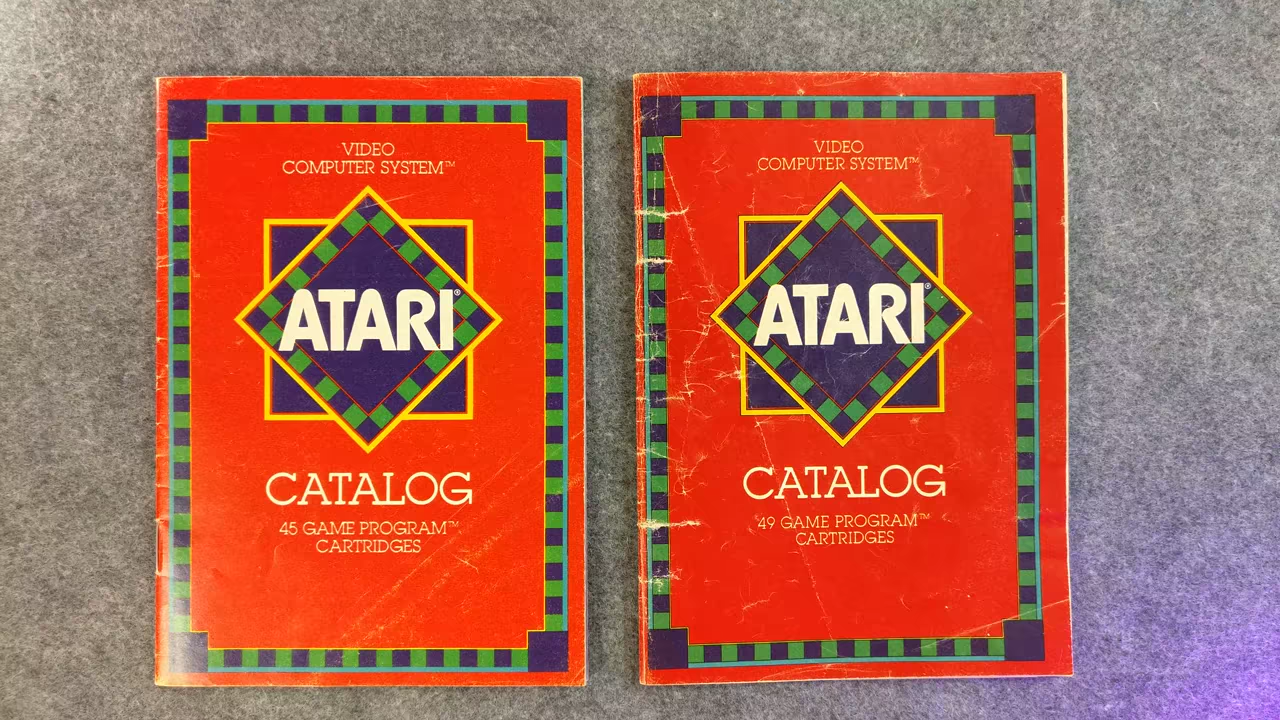 VIDEO
COMPUTER SYSTEM™
ATARI®
CATALOG
45 GAME PROGRAM™
CARTRIDGES
VIDEO
COMPUTER SYSTEM™
ATARI®
CATALOG
49 GAME PROGRAM™
CARTRIDGES